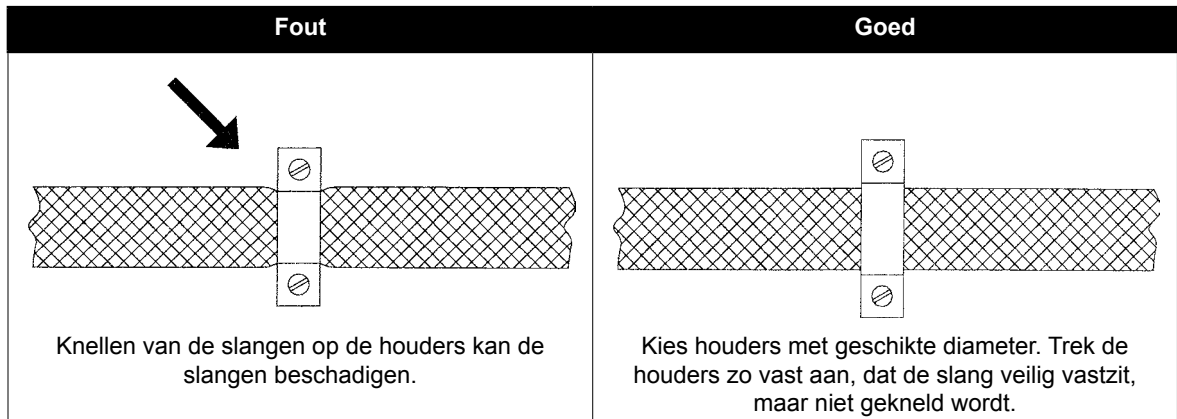 Fout
Goed
Knellen van de slangen op de houders kan de
slangen beschadigen.
Kies houders met geschikte diameter. Trek de
houders zo vast aan, dat de slang veilig vastzit,
maar niet gekneld wordt.